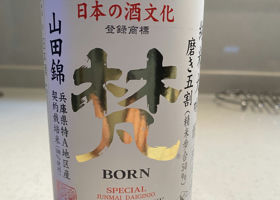 日本の酒文化
登録商標
梵
BORN
SPECIAL
JUNMAI DAIGINJO
山田錦
兵庫県特A地区産
契約栽培米
磨き五割